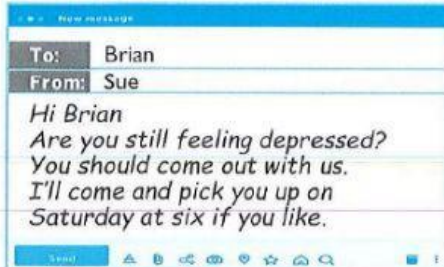 New message
To: Brian
From: Sue
Hi Brian
Are you still feeling depressed?
You should come out with us.
I'll come and pick you up on
Saturday at six if you like.
Send